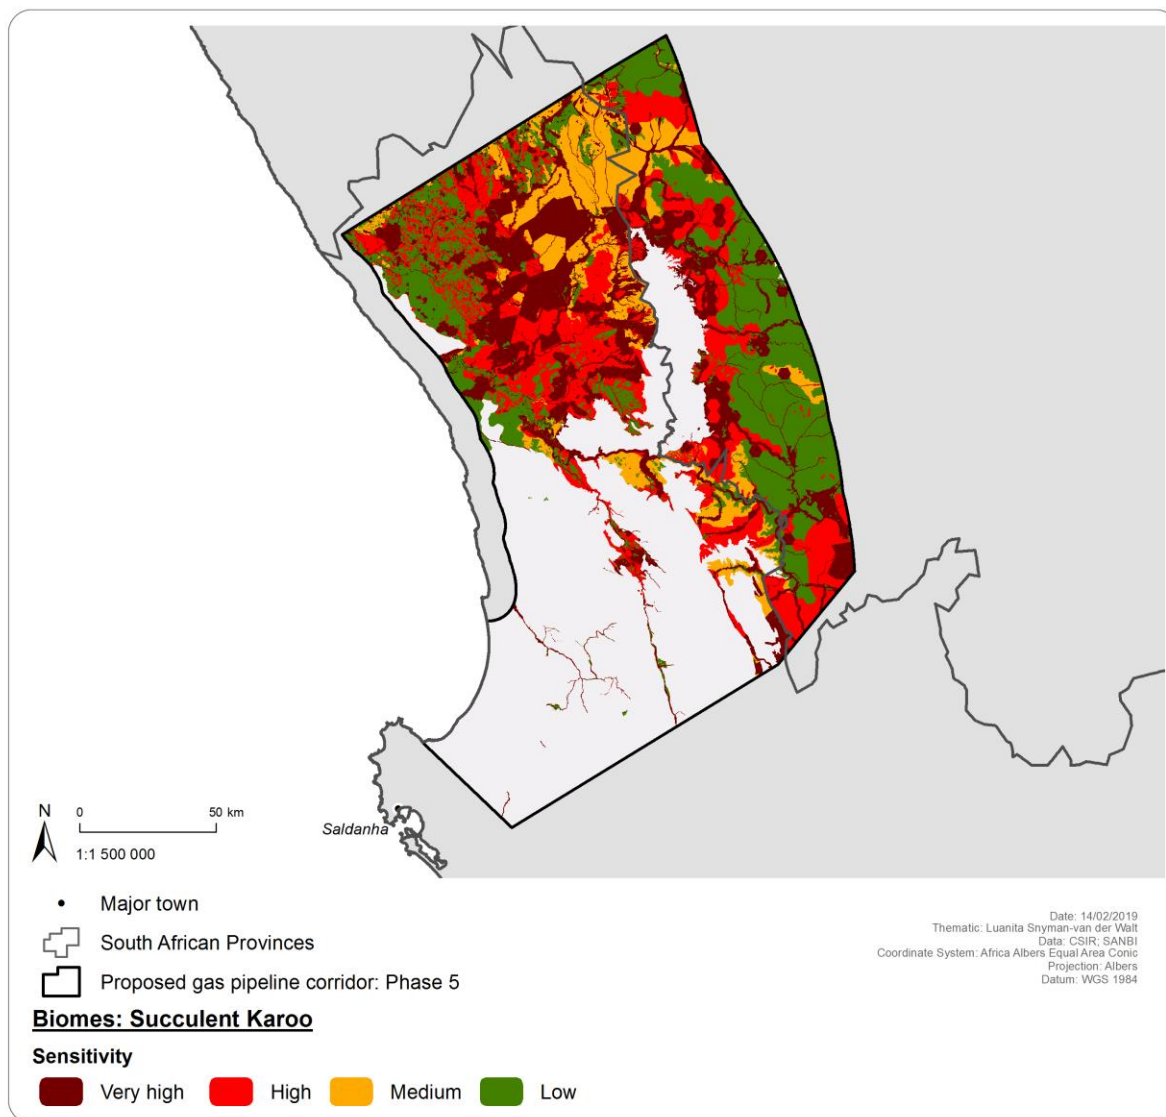 N
0
50 km
1:1 500 000
Saldanha
Major town
South African Provinces
Proposed gas pipeline corridor: Phase 5
Date: 14/02/2019
Thematic: Luanita Snyman-van der Walt
Data: CSIR; SANBI
Coordinate System: Africa Albers Equal Area Conic
Projection: Albers
Datum: WGS 1984
Biomes: Succulent Karoo
Sensitivity
Very high
High
Medium
Low